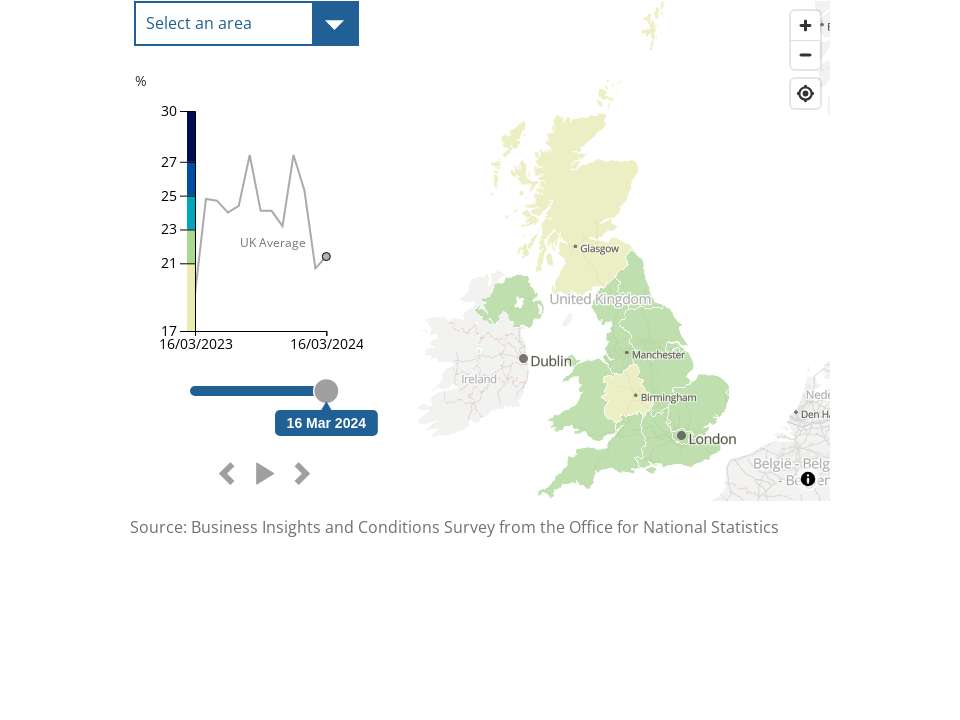 Select an area
%
30
27
25
23
21
17
UK Average
16/03/2023
16/03/2024
16 Mar 2024
Glasgow
United Kingdom
Dublin
Manchester
Ireland
Birmingham
London
Nede
Den Ha
België - Belg
Source: Business Insights and Conditions Survey from the Office for National Statistics